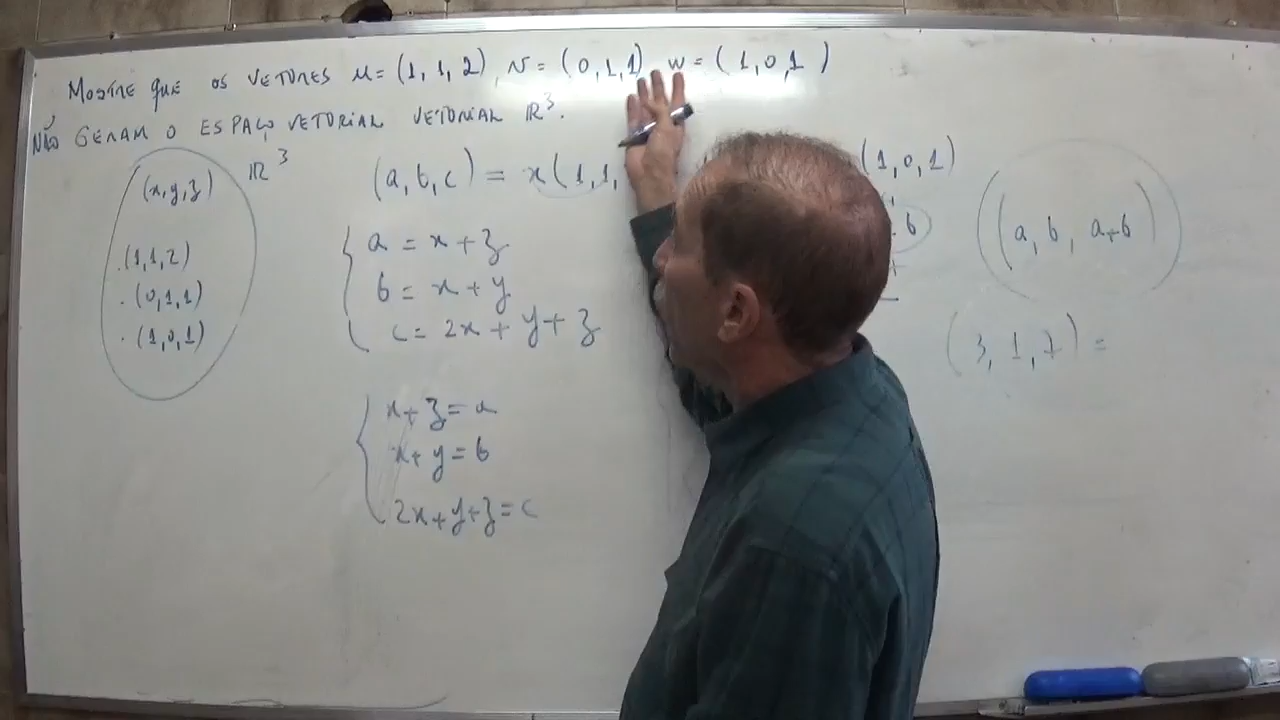 MOSTRE QUE OS VETORES u = (1, 1, 2), v = (0, 1, 1) w = (1, 0, 1)
NÃO GERAM O ESPAÇO VETORIAL VETORIAL ℝ³.
ℝ³
(x, y, z)
. (1, 1, 2)
. (0, 1, 1)
. (1, 0, 1)
(a, b, c) = x(1, 1, (1, 0, 1)
a = x + z
b = x + y
c = 2x + y + z
x + z = a
x + y = b
2x + y + z = c
b
(a, b, a+b)
(3, 1, 7) =